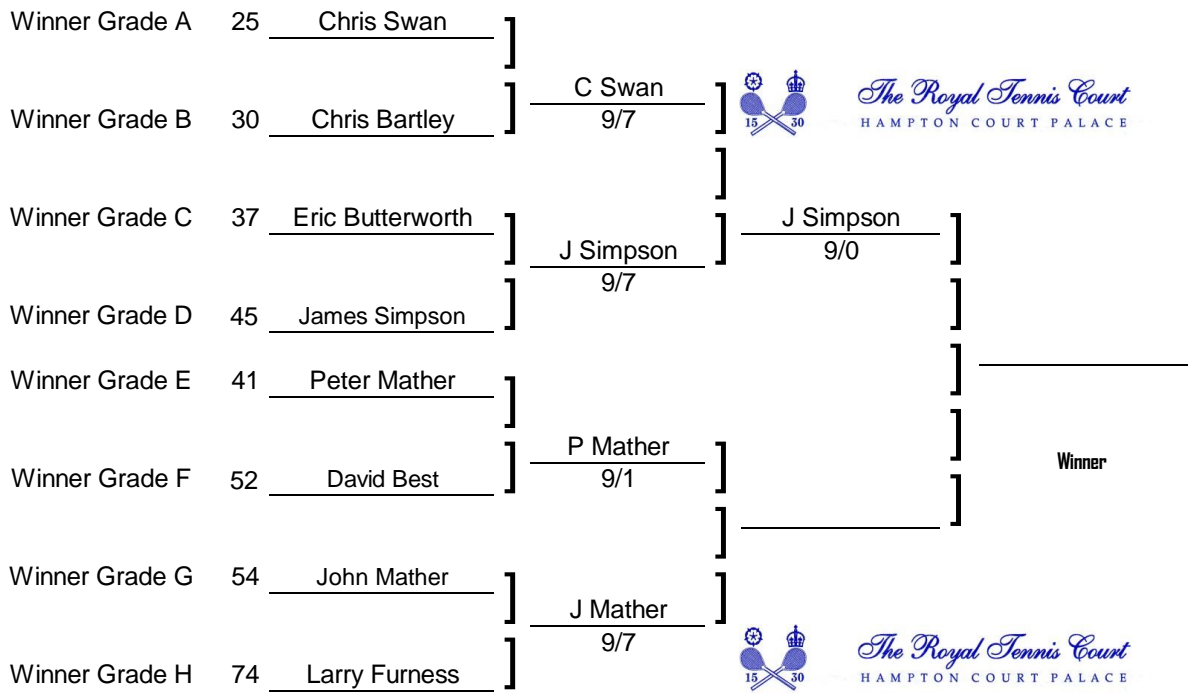 Winner Grade A 25 Chris Swan
C Swan
9/7
Winner Grade B 30 Chris Bartley
15 30
The Royal Tennis Court
HAMPTON COURT PALACE
Winner Grade C 37 Eric Butterworth
J Simpson
9/7
J Simpson
9/0
Winner Grade D 45 James Simpson
Winner Grade E 41 Peter Mather
P Mather
9/1
Winner
Winner Grade F 52 David Best
Winner Grade G 54 John Mather
J Mather
9/7
Winner Grade H 74 Larry Furness
15 30
The Royal Tennis Court
HAMPTON COURT PALACE